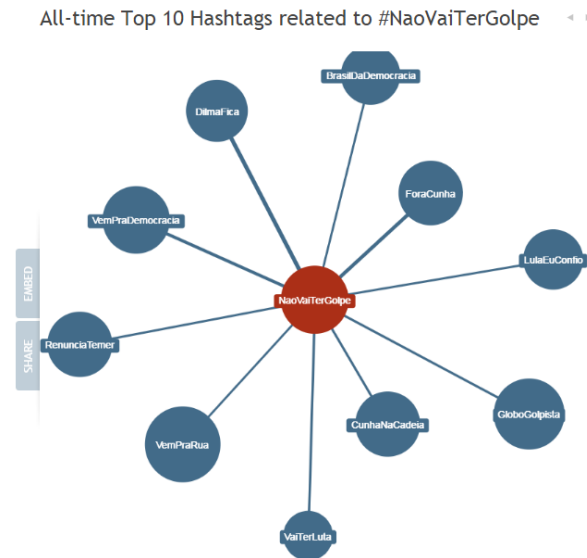 All-time Top 10 Hashtags related to #NaoVaiTerGolpe
BrasilDaDemocracia
DilmaFica
ForaCunha
VemPraDemocracia
LulaEuConfio
EMBED
NaoVaiTerGolpe
SHARE
RenunciaTemer
GloboGolpista
CunhaNaCadeia
VemPraRua
VaiTerLuta